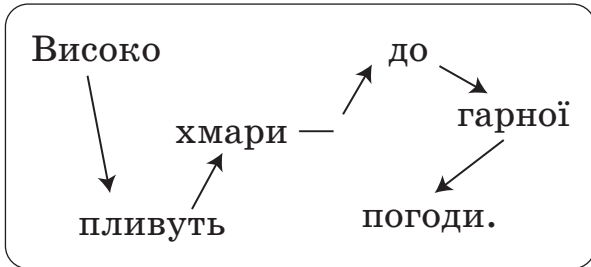 Високо
пливуть
хмари —
до
гарної
погоди.